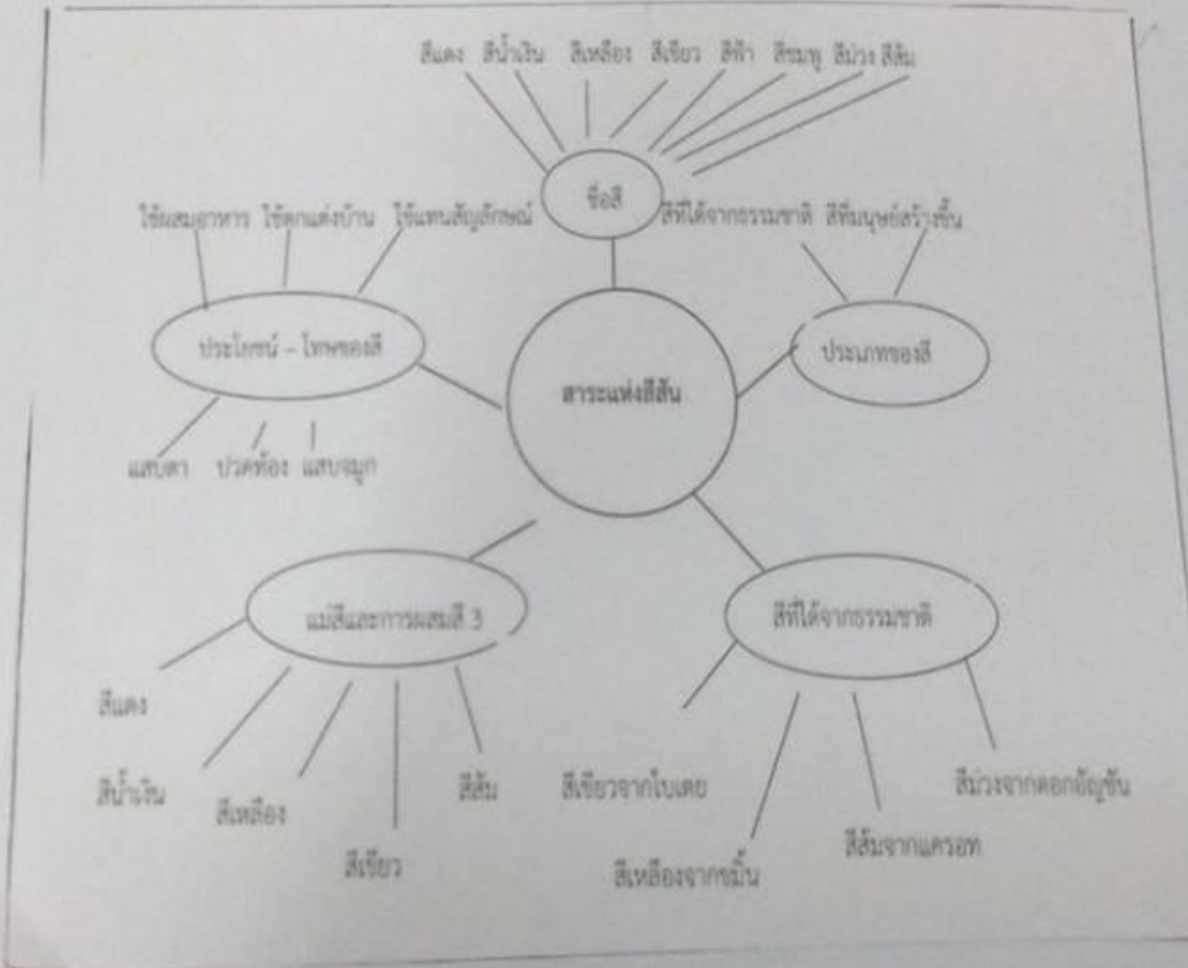 สีแดง สีน้ำเงิน สีเหลือง สีเขียว สีฟ้า สีชมพู สีม่วง สีส้ม
ชื่อสี
ใช้ผสมอาหาร ใช้ตกแต่งบ้าน ใช้แทนสัญลักษณ์
สีที่ได้จากธรรมชาติ สีที่มนุษย์สร้างขึ้น
ประโยชน์ – โทษของสี
ประเภทของสี
สาระแห่งสีสัน
แสบตา ปวดท้อง แสบจมูก
แม่สีและการผสมสี 3
สีที่ได้จากธรรมชาติ
สีแดง
สีน้ำเงิน
สีเหลือง
สีเขียว
สีส้ม
สีเขียวจากใบเตย
สีเหลืองจากขมิ้น
สีส้มจากแครอท
สีม่วงจากดอกอัญชัน